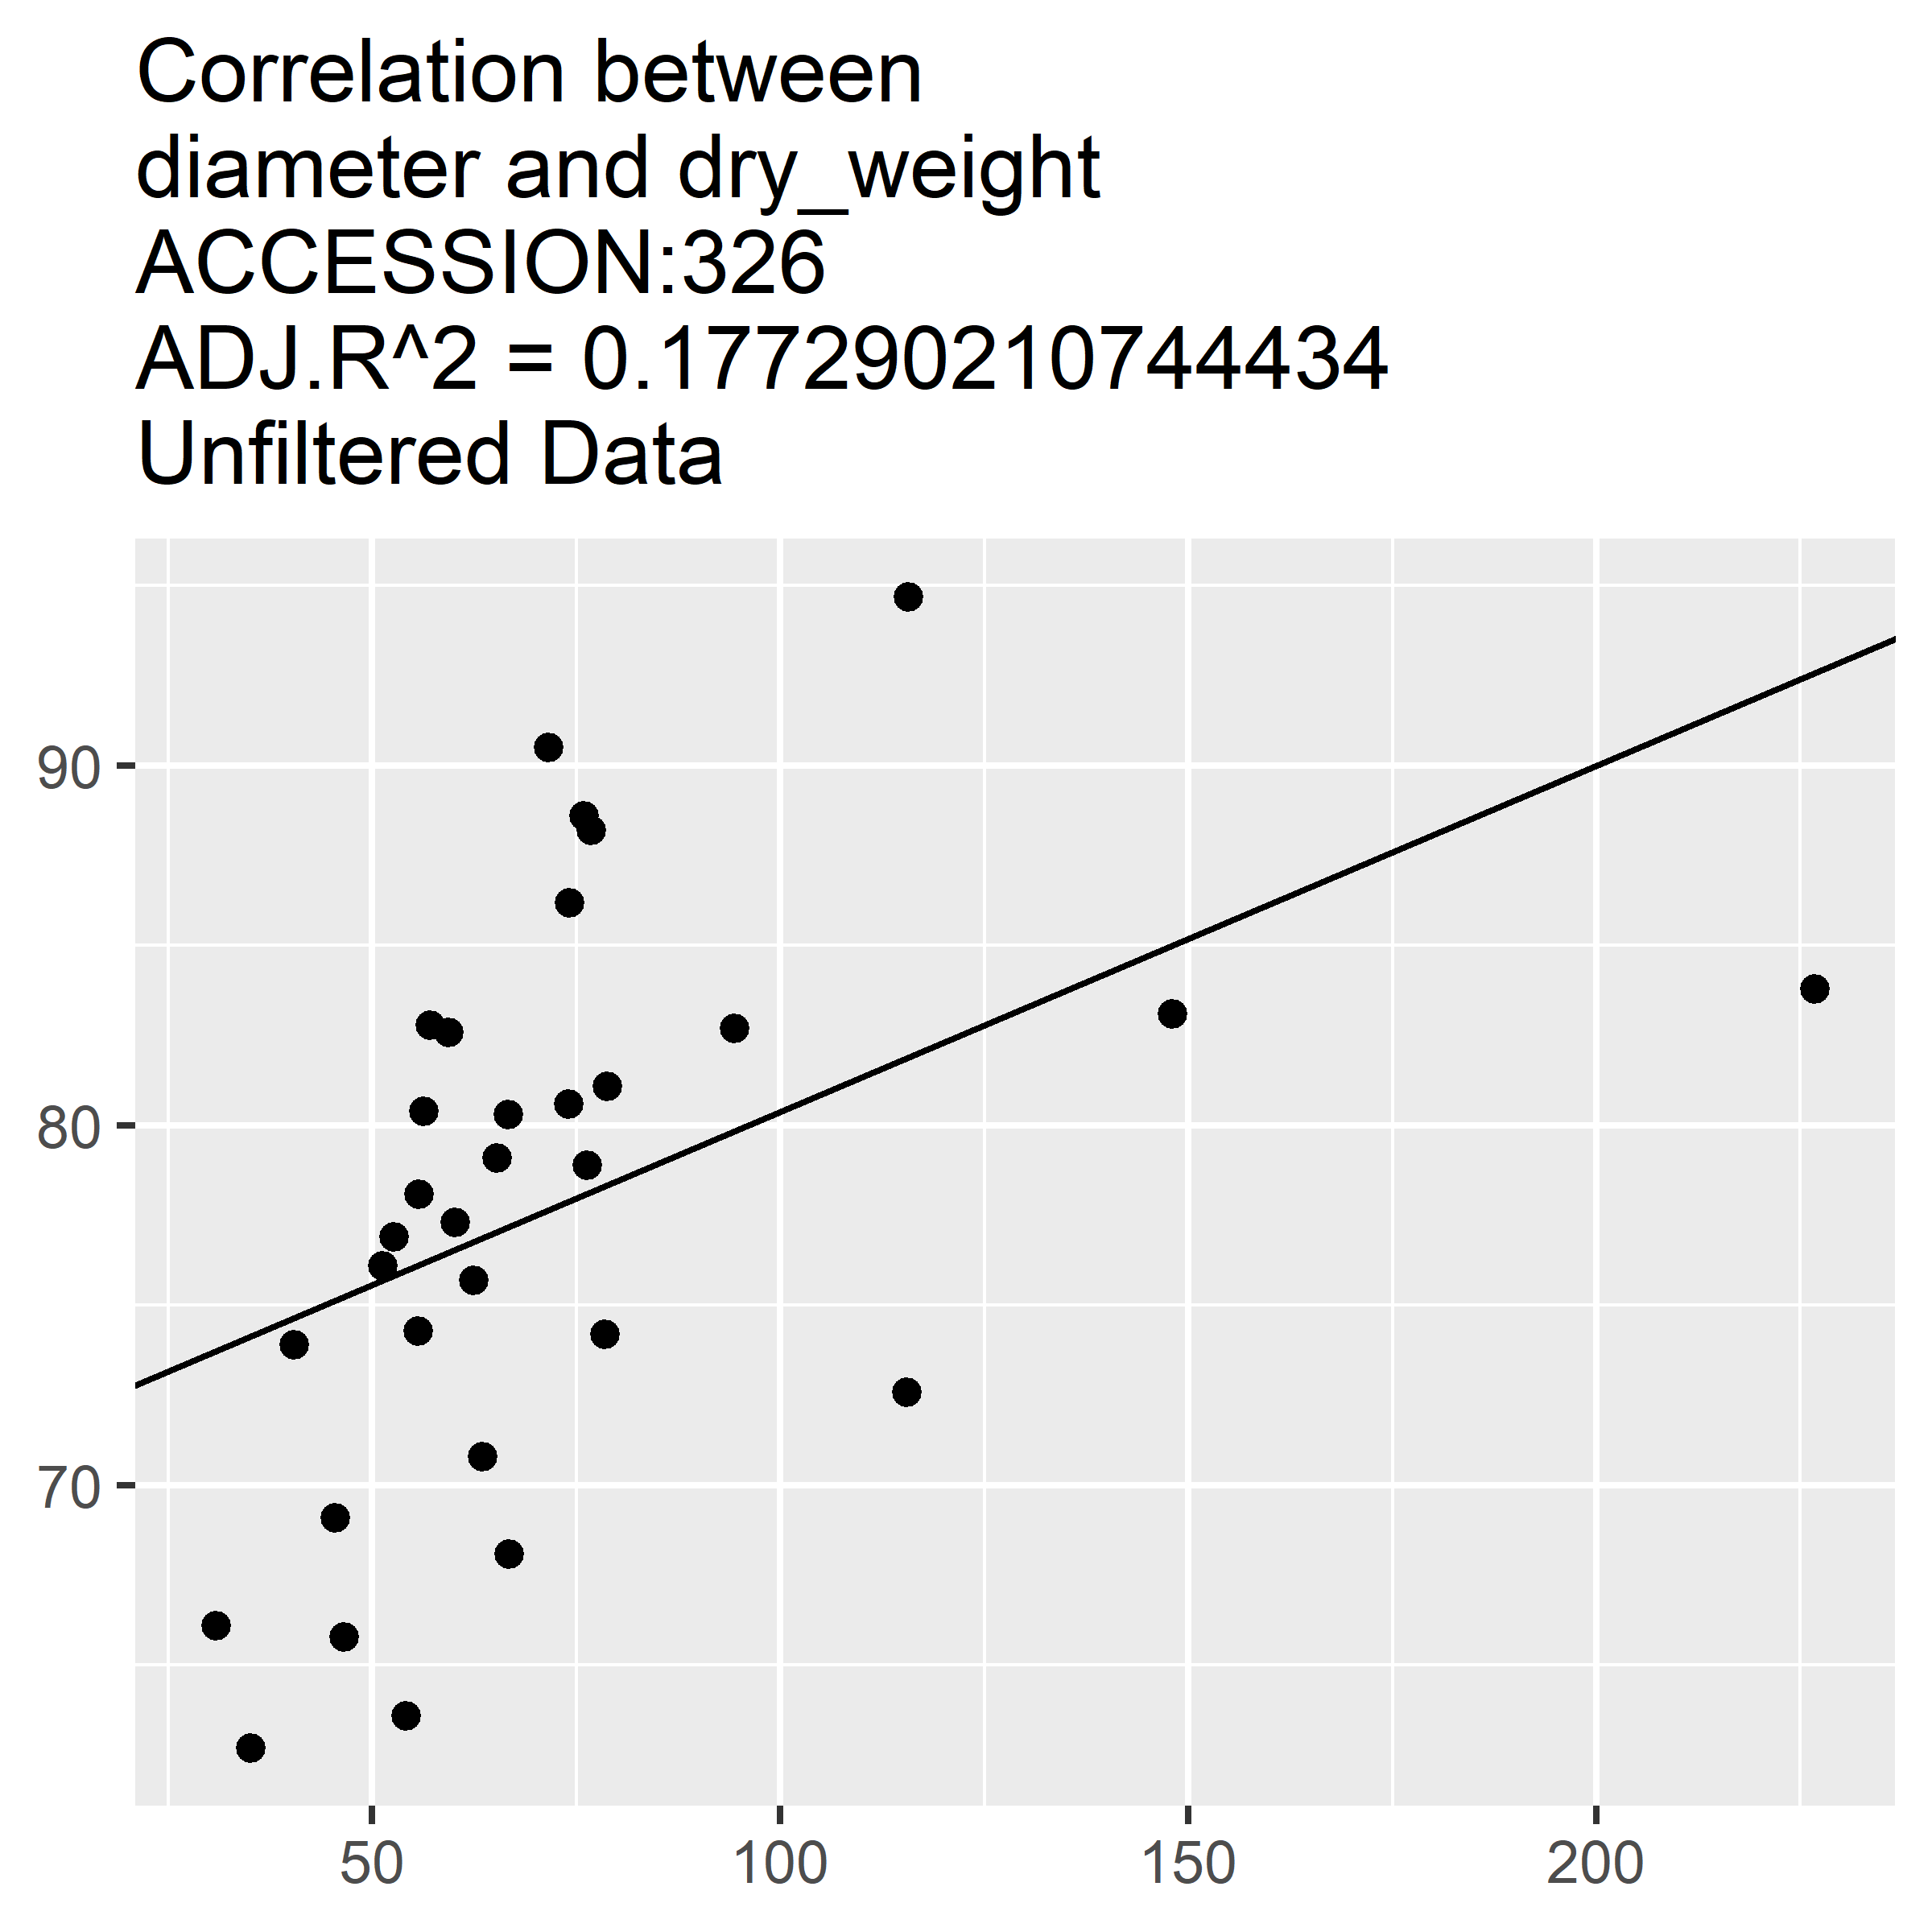 Correlation between
diameter and dry_weight
ACCESSION:326
ADJ.R^2 = 0.177290210744434
Unfiltered Data
90
80
70
50 100 150 200